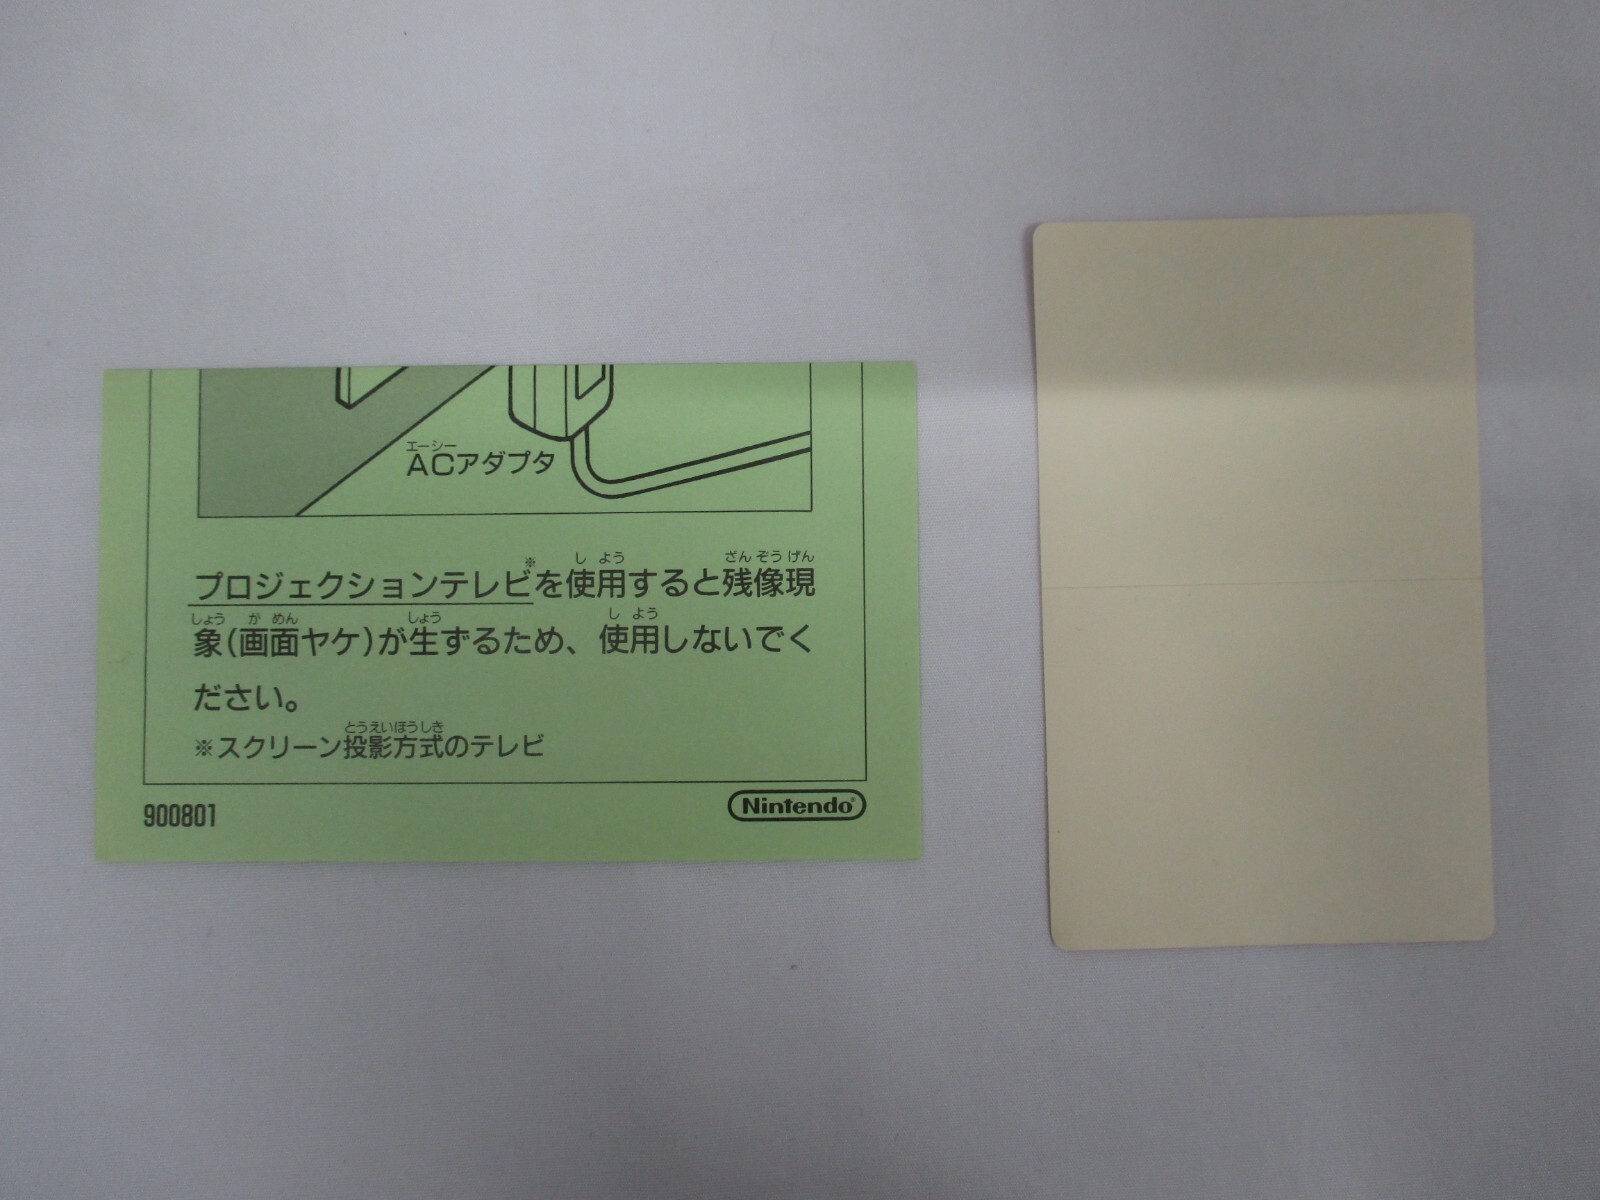 エーシー
ACアダプタ
※ しよう ざんぞうげん
プロジェクションテレビを使用すると残像現
しょう がめん しょう しよう
象(画面ヤケ)が生ずるため、使用しないでく
ださい。
とうえいほうしき
※スクリーン投影方式のテレビ
900801
Nintendo®